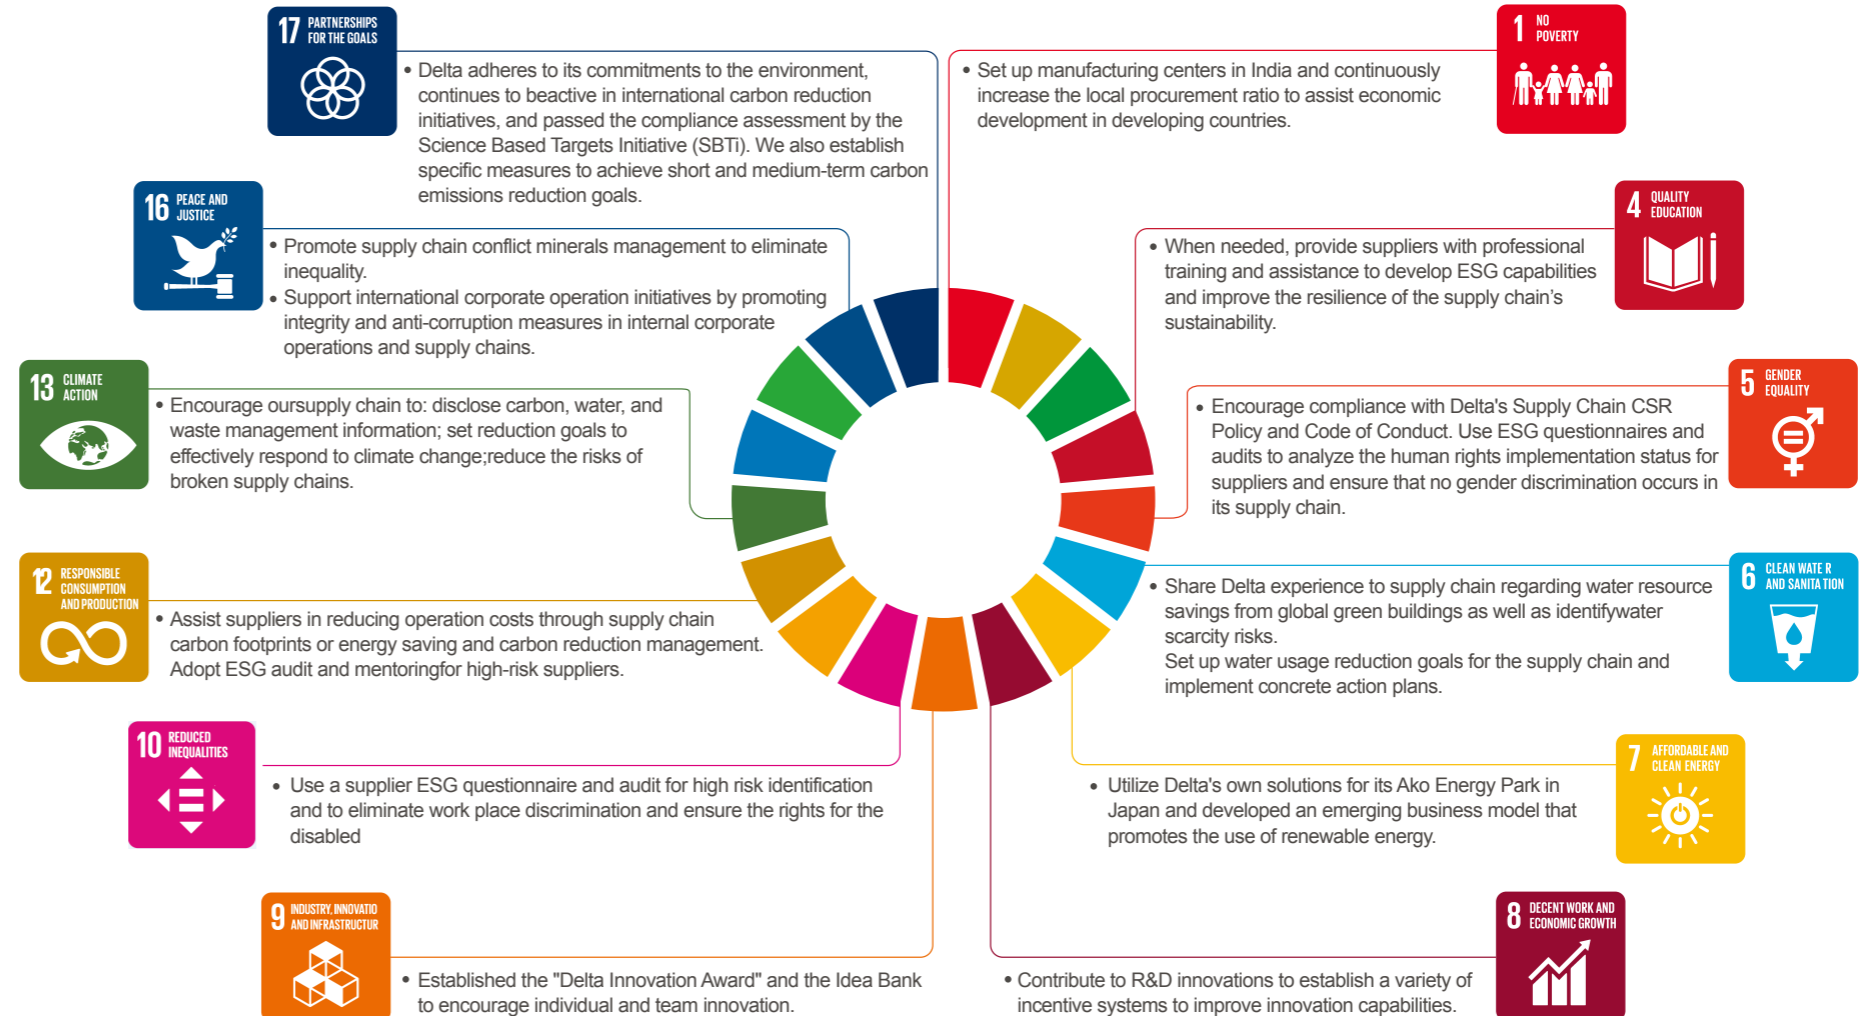 17 PARTNERSHIPS
FOR THE GOALS
• Delta adheres to its commitments to the environment,
continues to beactive in international carbon reduction
initiatives, and passed the compliance assessment by the
Science Based Targets Initiative (SBTi). We also establish
specific measures to achieve short and medium-term carbon
emissions reduction goals.
1 NO
POVERTY
• Set up manufacturing centers in India and continuously
increase the local procurement ratio to assist economic
development in developing countries.
16 PEACE AND
JUSTICE
• Promote supply chain conflict minerals management to eliminate
inequality.
• Support international corporate operation initiatives by promoting
integrity and anti-corruption measures in internal corporate
operations and supply chains.
4 QUALITY
EDUCATION
• When needed, provide suppliers with professional
training and assistance to develop ESG capabilities
and improve the resilience of the supply chain's
sustainability.
13 CLIMATE
ACTION
• Encourage oursupply chain to: disclose carbon, water, and
waste management information; set reduction goals to
effectively respond to climate change;reduce the risks of
broken supply chains.
5 GENDER
EQUALITY
• Encourage compliance with Delta's Supply Chain CSR
Policy and Code of Conduct. Use ESG questionnaires and
audits to analyze the human rights implementation status for
suppliers and ensure that no gender discrimination occurs in
its supply chain.
12 RESPONSIBLE
CONSUMPTION
AND PRODUCTION
• Assist suppliers in reducing operation costs through supply chain
carbon footprints or energy saving and carbon reduction management.
Adopt ESG audit and mentoringfor high-risk suppliers.
6 CLEAN WATE R
AND SANITA TION
• Share Delta experience to supply chain regarding water resource
savings from global green buildings as well as identifywater
scarcity risks.
Set up water usage reduction goals for the supply chain and
implement concrete action plans.
10 REDUCED
INEQUALITIES
• Use a supplier ESG questionnaire and audit for high risk identification
and to eliminate work place discrimination and ensure the rights for the
disabled
7 AFFORDABLE AND
CLEAN ENERGY
• Utilize Delta's own solutions for its Ako Energy Park in
Japan and developed an emerging business model that
promotes the use of renewable energy.
9 INDUSTRY, INNOVATIO
AND INFRASTRUCTUR
• Established the "Delta Innovation Award" and the Idea Bank
to encourage individual and team innovation.
8 DECENT WORK AND
ECONOMIC GROWTH
• Contribute to R&D innovations to establish a variety of
incentive systems to improve innovation capabilities.